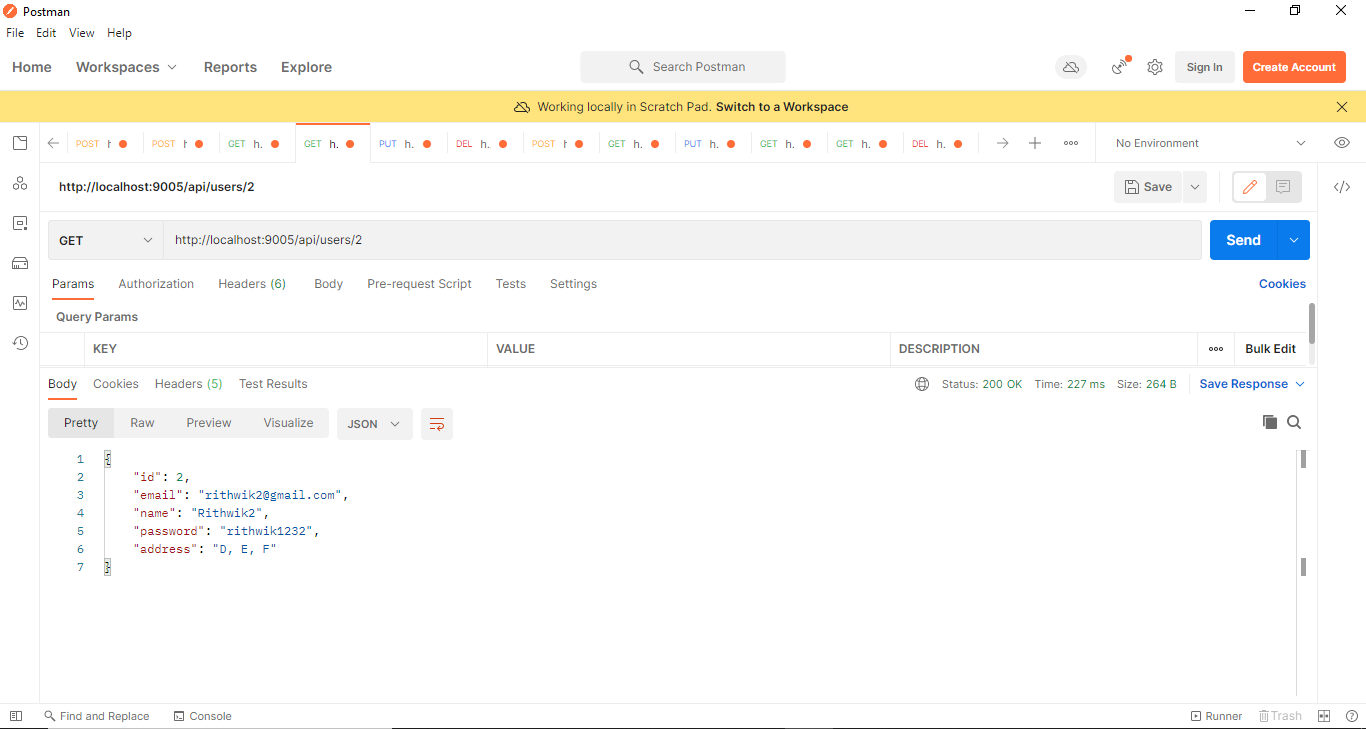 Postman
File Edit View Help
Home Workspaces Reports Explore Search Postman Sign In Create Account
Working locally in Scratch Pad. Switch to a Workspace
POST h POST h GET h. GET h. PUT h. DEL h. POST h GET h. PUT h. GET h. GET h. DEL h. No Environment
http://localhost:9005/api/users/2 Save
GET http://localhost:9005/api/users/2 Send
Params Authorization Headers (6) Body Pre-request Script Tests Settings Cookies
Query Params
KEY VALUE DESCRIPTION Bulk Edit
Body Cookies Headers (5) Test Results Status: 200 OK Time: 227 ms Size: 264 B Save Response
Pretty Raw Preview Visualize JSON
1 {
2 "id": 2,
3 "email": "rithwik2@gmail.com",
4 "name": "Rithwik2",
5 "password": "rithwik1232",
6 "address": "D, E, F"
7 }
Find and Replace Console Runner Trash